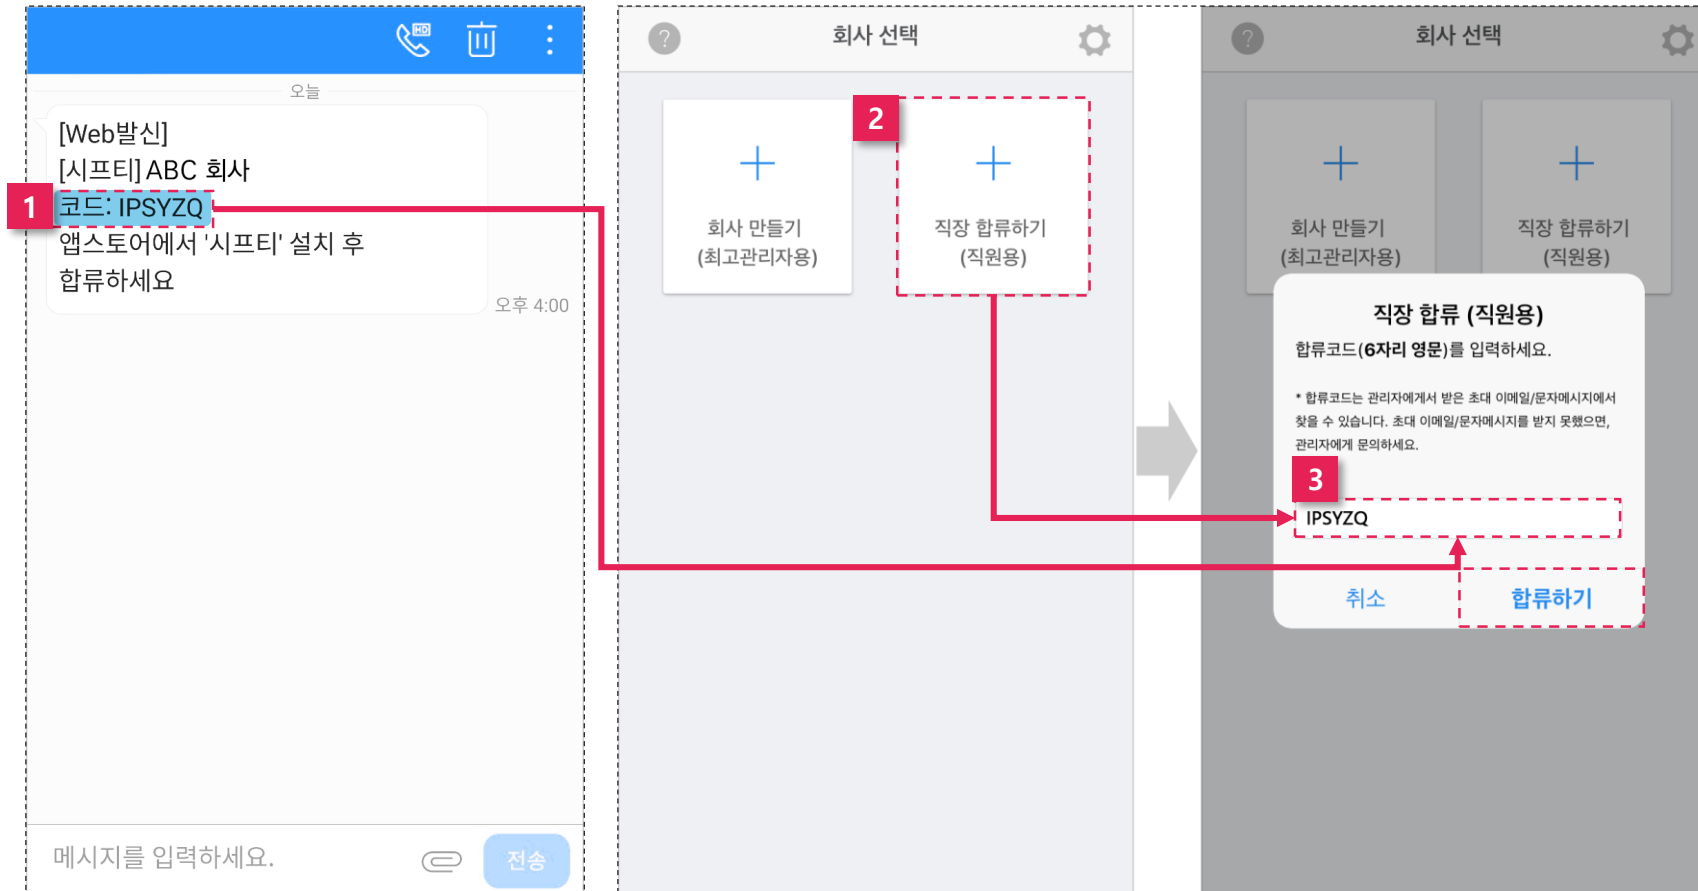 오늘
[Web발신]
[시프티] ABC 회사
1
코드: IPSYZQ
앱스토어에서 '시프티' 설치 후
합류하세요
오후 4:00
메시지를 입력하세요.
전송
?
회사 선택
2
회사 만들기
(최고관리자용)
직장 합류하기
(직원용)
?
회사 선택
회사 만들기
(최고관리자용)
직장 합류하기
(직원용)
직장 합류 (직원용)
합류코드(6자리 영문)를 입력하세요.
* 합류코드는 관리자에게서 받은 초대 이메일/문자메시지에서
찾을 수 있습니다. 초대 이메일/문자메시지를 받지 못했으면,
관리자에게 문의하세요.
3
IPSYZQ
취소
합류하기
HD